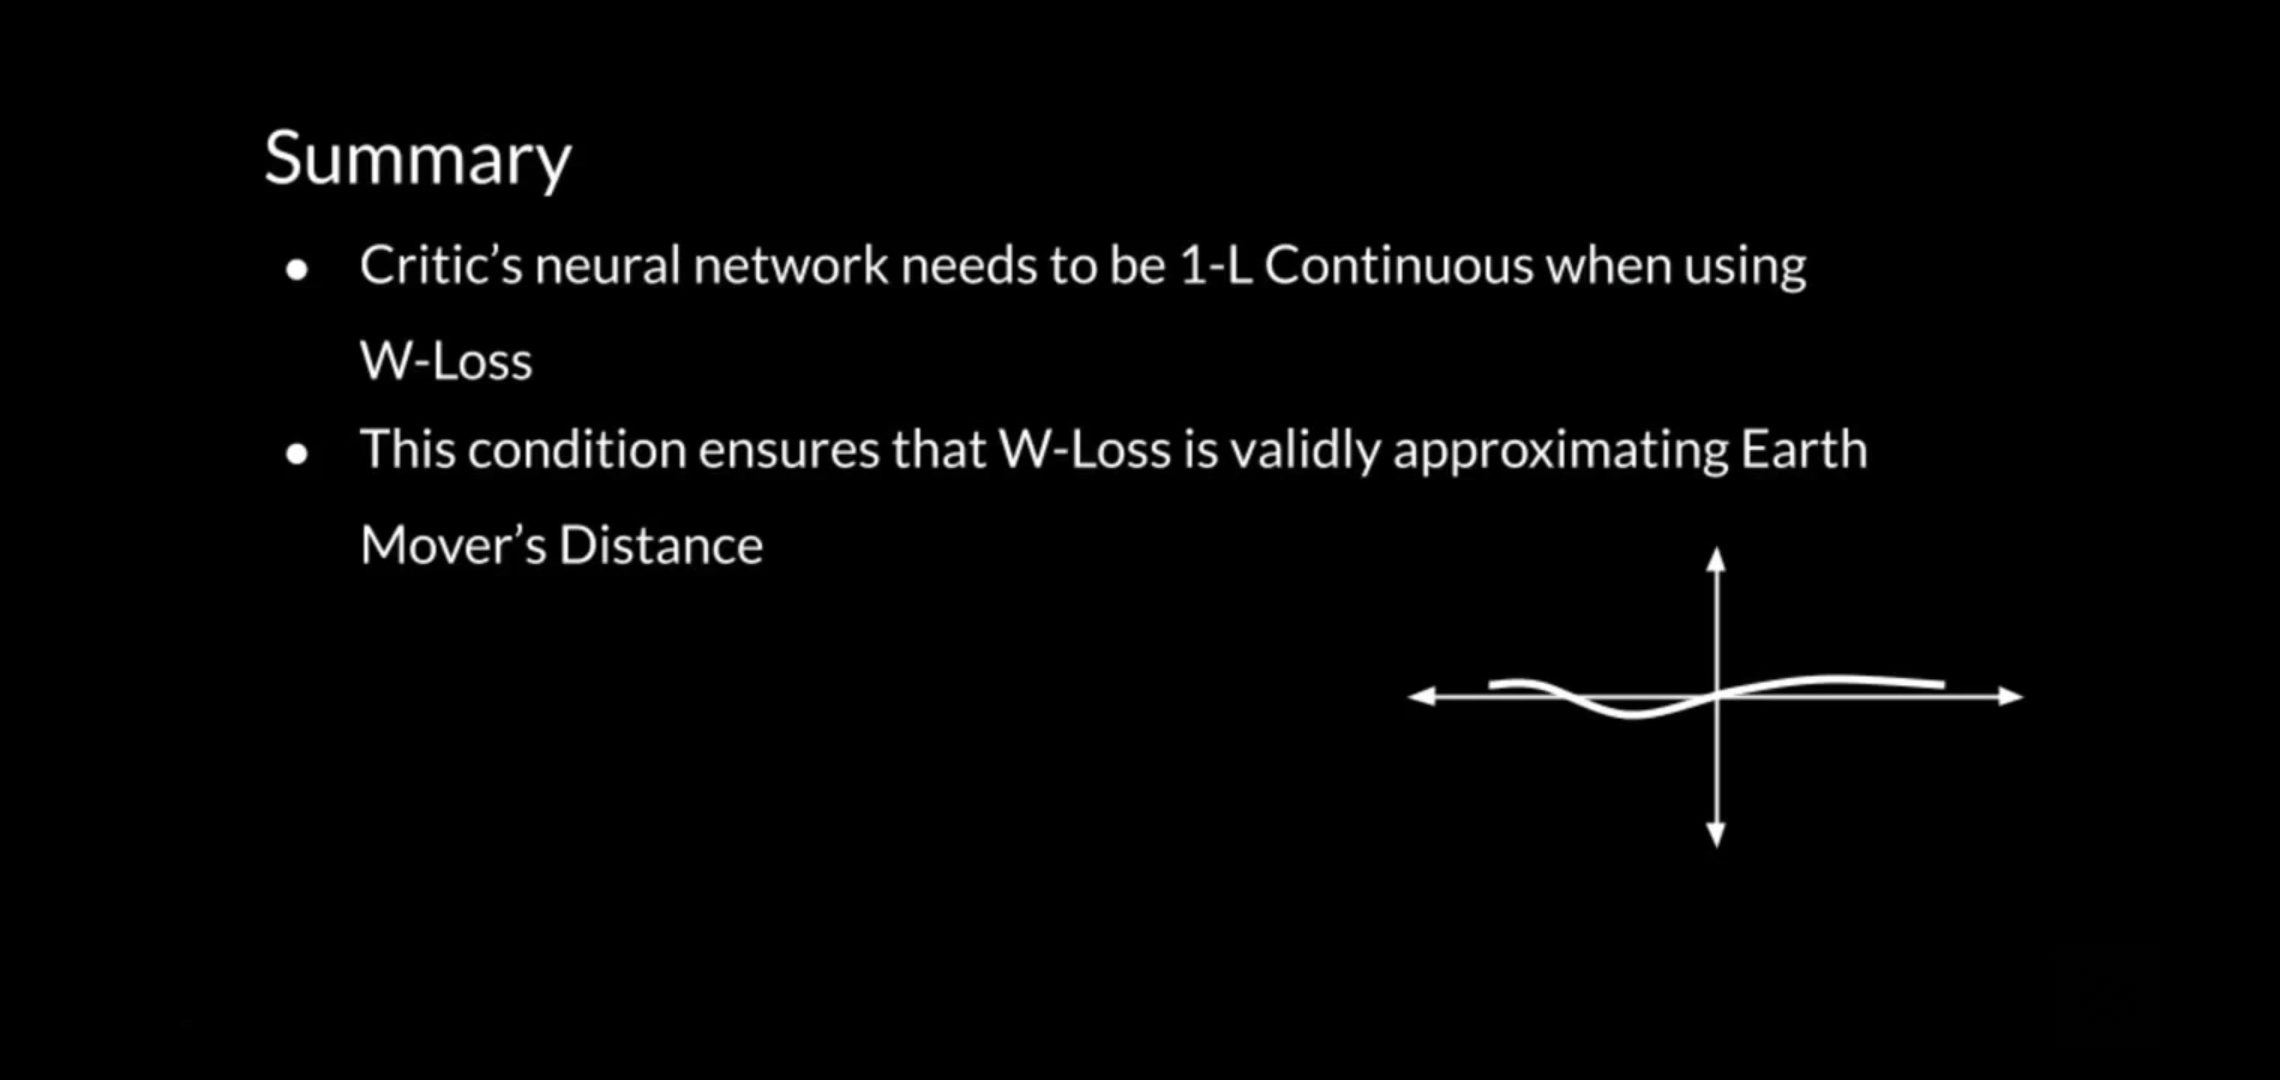 Summary
● Critic’s neural network needs to be 1-L Continuous when using
W-Loss
● This condition ensures that W-Loss is validly approximating Earth
Mover’s Distance